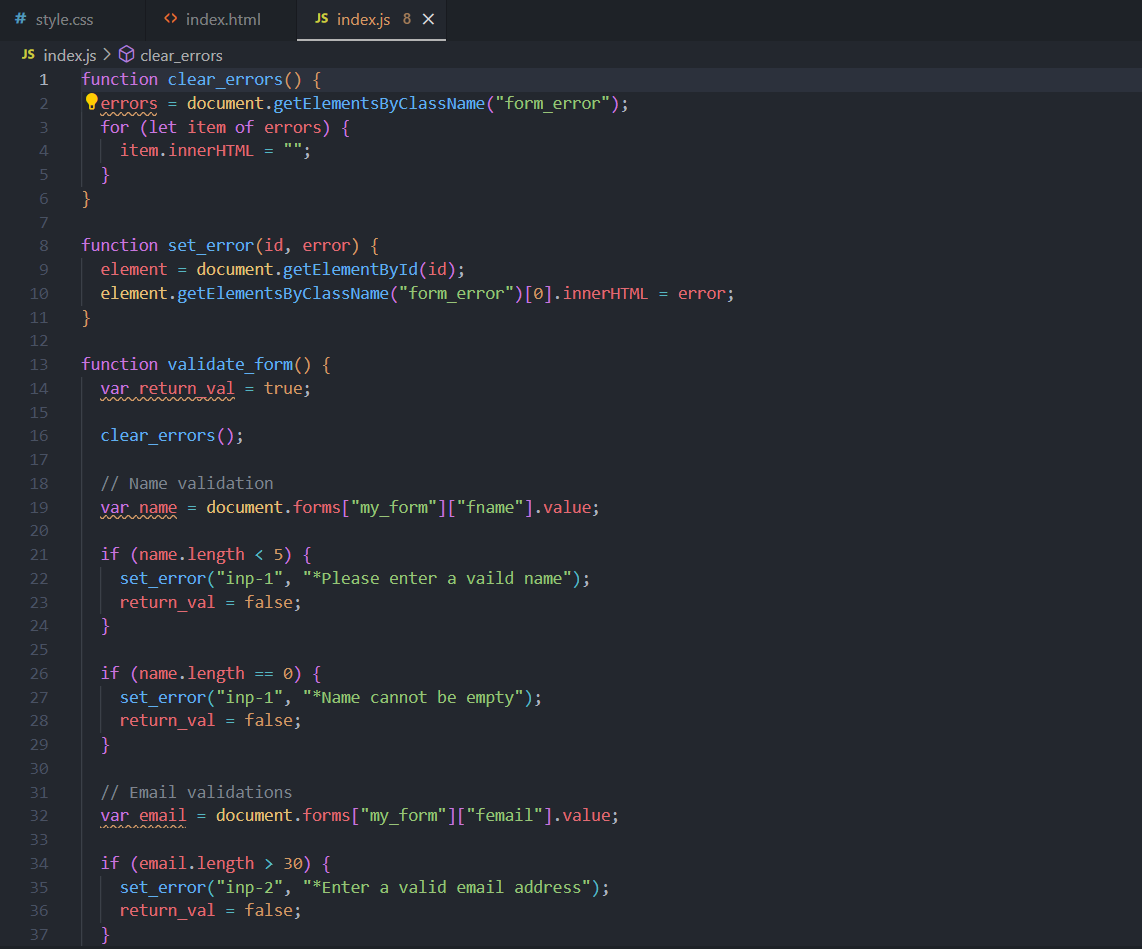 # style.css <> index.html JS index.js 8 ×
JS index.js > clear_errors
1 function clear_errors() {
2 errors = document.getElementsByClassName("form_error");
3 for (let item of errors) {
4 item.innerHTML = "";
5 }
6 }
7
8 function set_error(id, error) {
9 element = document.getElementById(id);
10 element.getElementsByClassName("form_error")[0].innerHTML = error;
11 }
12
13 function validate_form() {
14 var return_val = true;
15
16 clear_errors();
17
18 // Name validation
19 var name = document.forms["my_form"]["fname"].value;
20
21 if (name.length < 5) {
22 set_error("inp-1", "*Please enter a vaild name");
23 return_val = false;
24 }
25
26 if (name.length == 0) {
27 set_error("inp-1", "*Name cannot be empty");
28 return_val = false;
29 }
30
31 // Email validations
32 var email = document.forms["my_form"]["femail"].value;
33
34 if (email.length > 30) {
35 set_error("inp-2", "*Enter a valid email address");
36 return_val = false;
37 }